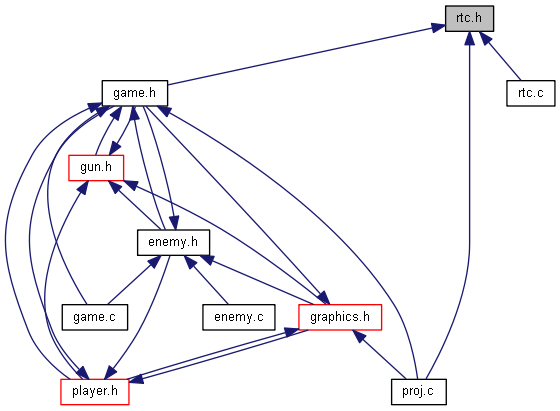 rtc.h
game.h
rtc.c
gun.h
enemy.h
game.c
enemy.c
graphics.h
player.h
proj.c